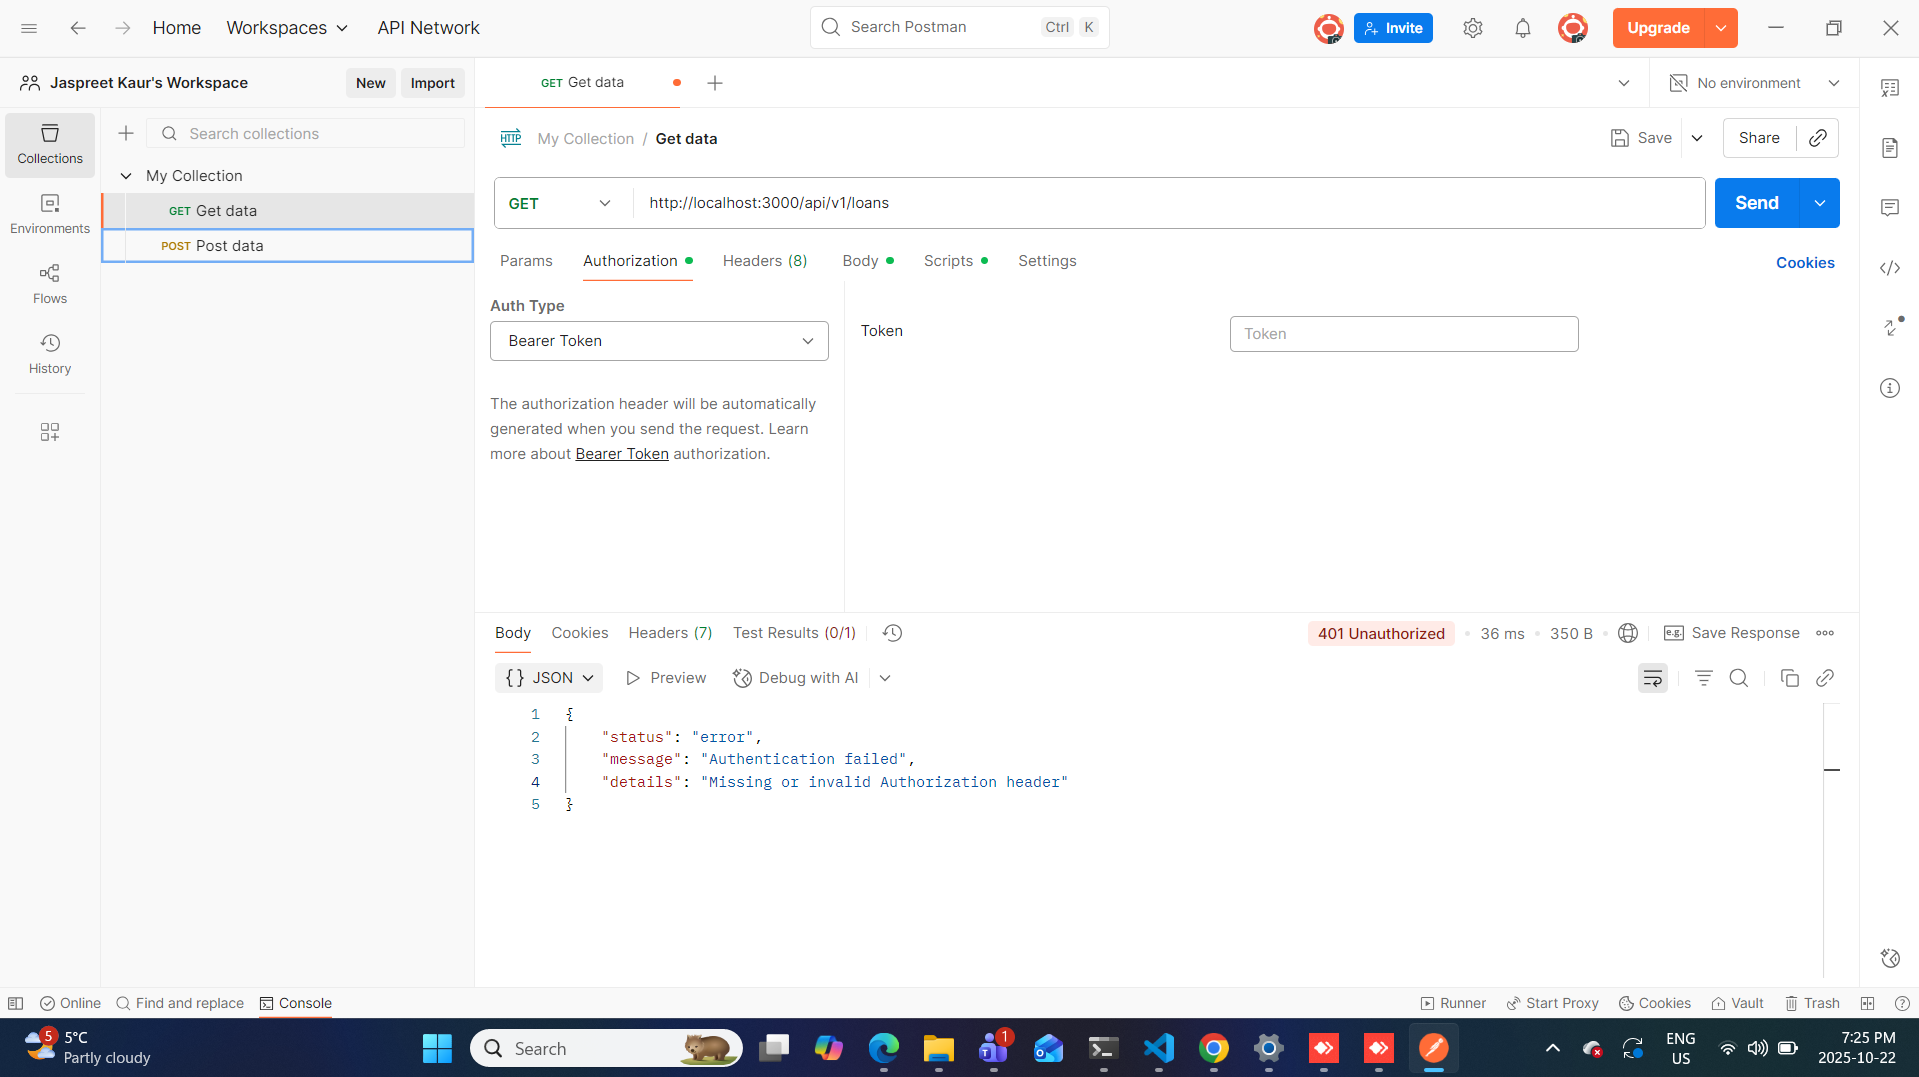 Home
Workspaces
API Network
Search Postman
Ctrl K
Invite
Upgrade
Jaspreet Kaur's Workspace
New
Import
GET Get data
No environment
Collections
Environments
Flows
History
Search collections
My Collection
GET Get data
POST Post data
HTTP
My Collection / Get data
Save
Share
GET
http://localhost:3000/api/v1/loans
Send
Params
Authorization
Headers (8)
Body
Scripts
Settings
Cookies
Auth Type
Bearer Token
The authorization header will be automatically
generated when you send the request. Learn
more about Bearer Token authorization.
Token
Token
Body
Cookies
Headers (7)
Test Results (0/1)
401 Unauthorized
36 ms
350 B
e.g.
Save Response
{} JSON
Preview
Debug with AI
1 {
2 "status": "error",
3 "message": "Authentication failed",
4 "details": "Missing or invalid Authorization header"
5 }
Online
Find and replace
Console
Runner
Start Proxy
Cookies
Vault
Trash
5
5°C
Partly cloudy
Search
1
ENG
US
7:25 PM
2025-10-22